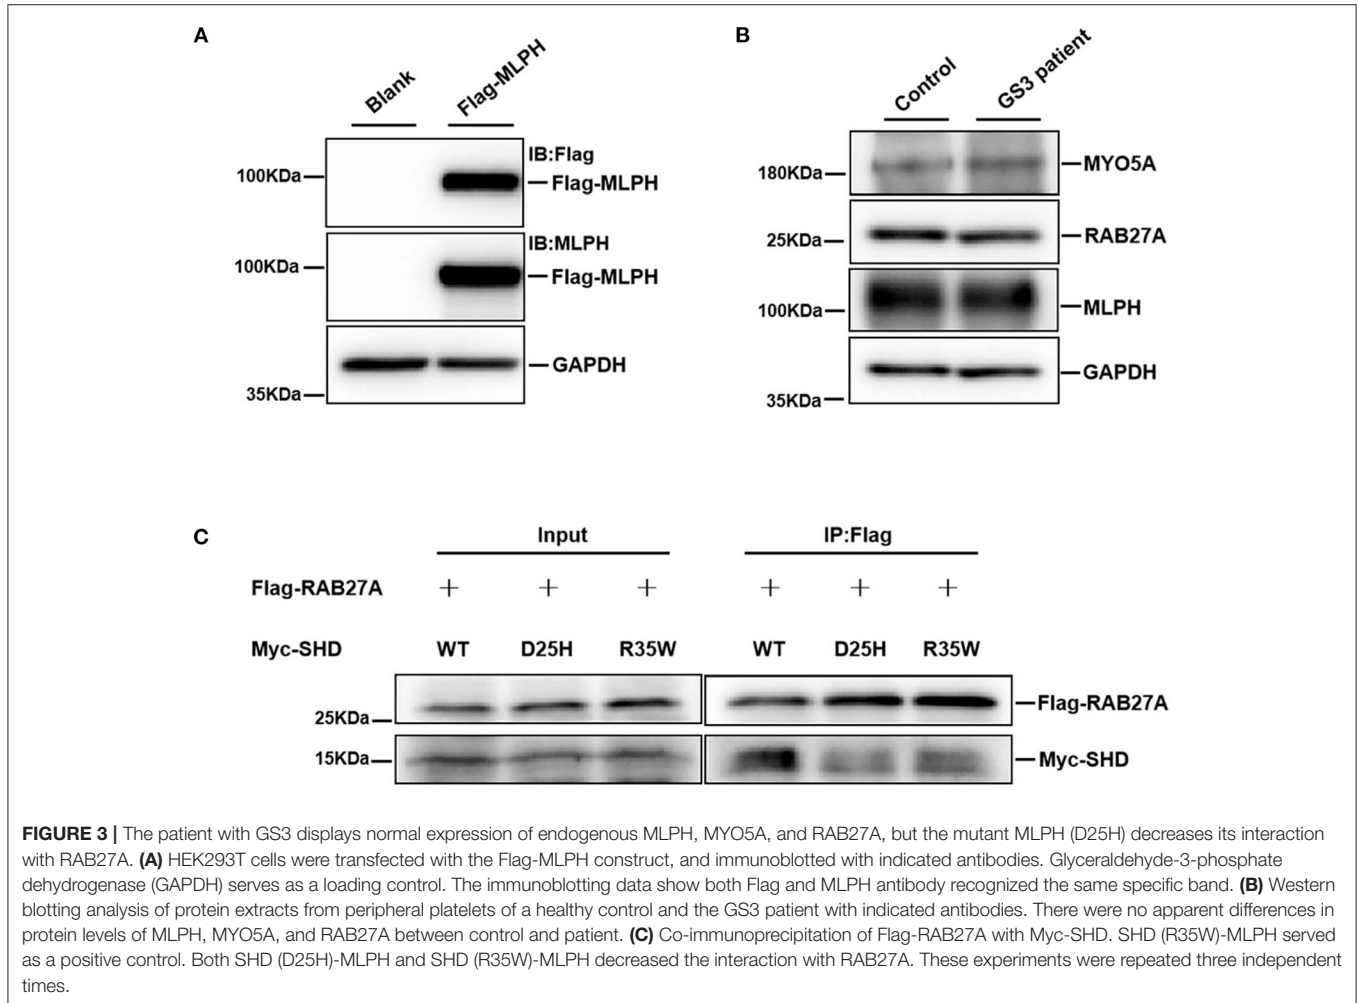 A
Blank
Flag-MLPH
IB:Flag
100KDa
Flag-MLPH
IB:MLPH
100KDa
Flag-MLPH
GAPDH
35KDa
B
Control
GS3 patient
MYO5A
180KDa
RAB27A
25KDa
MLPH
100KDa
GAPDH
35KDa
C
Input
IP:Flag
Flag-RAB27A + + + + + +
Myc-SHD WT D25H R35W WT D25H R35W
Flag-RAB27A
25KDa
15KDa
Myc-SHD
FIGURE 3 | The patient with GS3 displays normal expression of endogenous MLPH, MYO5A, and RAB27A, but the mutant MLPH (D25H) decreases its interaction
with RAB27A. (A) HEK293T cells were transfected with the Flag-MLPH construct, and immunoblotted with indicated antibodies. Glyceraldehyde-3-phosphate
dehydrogenase (GAPDH) serves as a loading control. The immunoblotting data show both Flag and MLPH antibody recognized the same specific band. (B) Western
blotting analysis of protein extracts from peripheral platelets of a healthy control and the GS3 patient with indicated antibodies. There were no apparent differences in
protein levels of MLPH, MYO5A, and RAB27A between control and patient. (C) Co-immunoprecipitation of Flag-RAB27A with Myc-SHD. SHD (R35W)-MLPH served
as a positive control. Both SHD (D25H)-MLPH and SHD (R35W)-MLPH decreased the interaction with RAB27A. These experiments were repeated three independent
times.